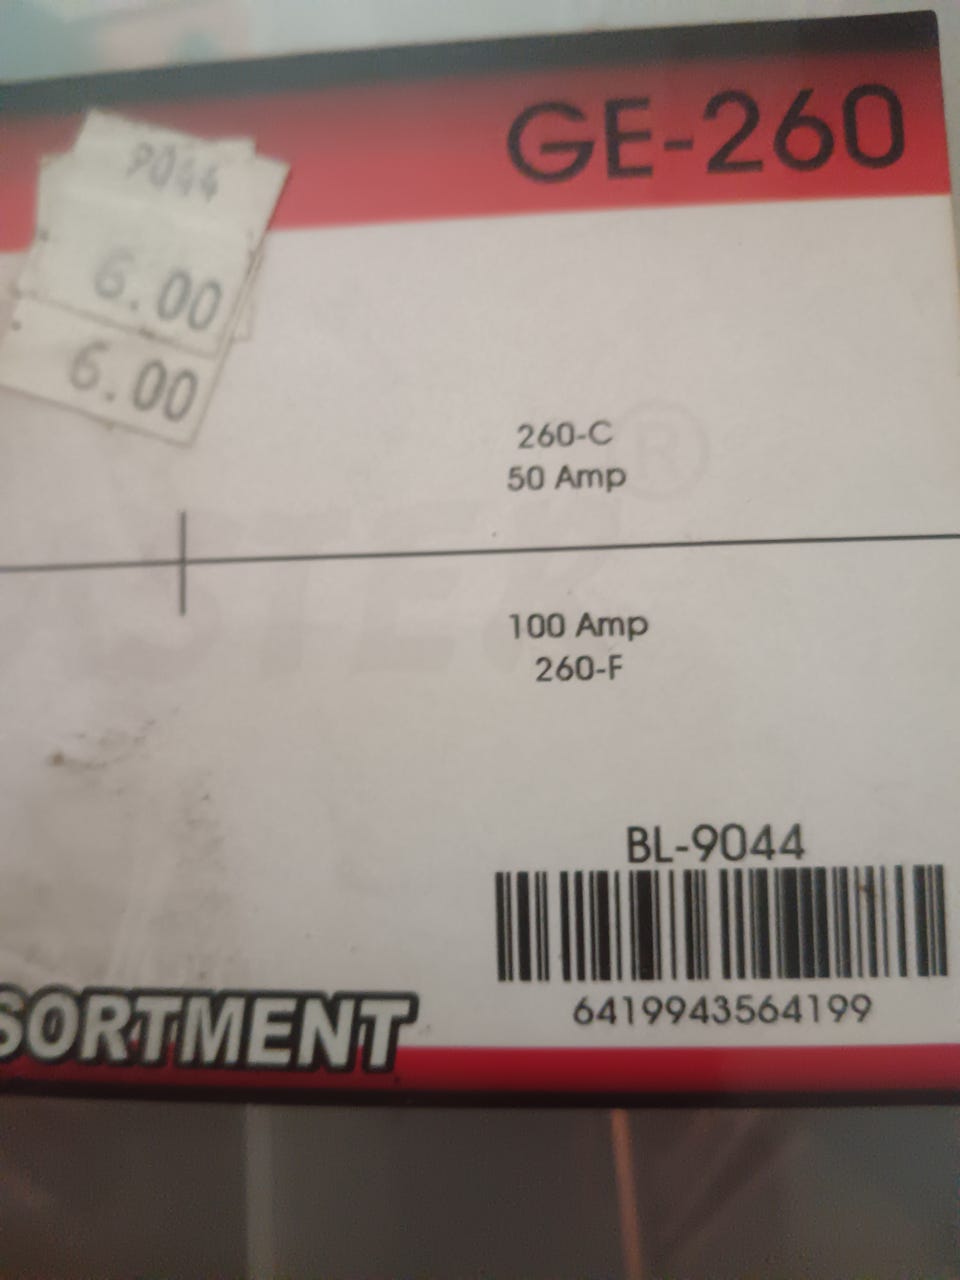 GE-260
9044
6.00
6.00
260-C
50 Amp
®
100 Amp
260-F
BL-9044
6419943564199
SORTMENT